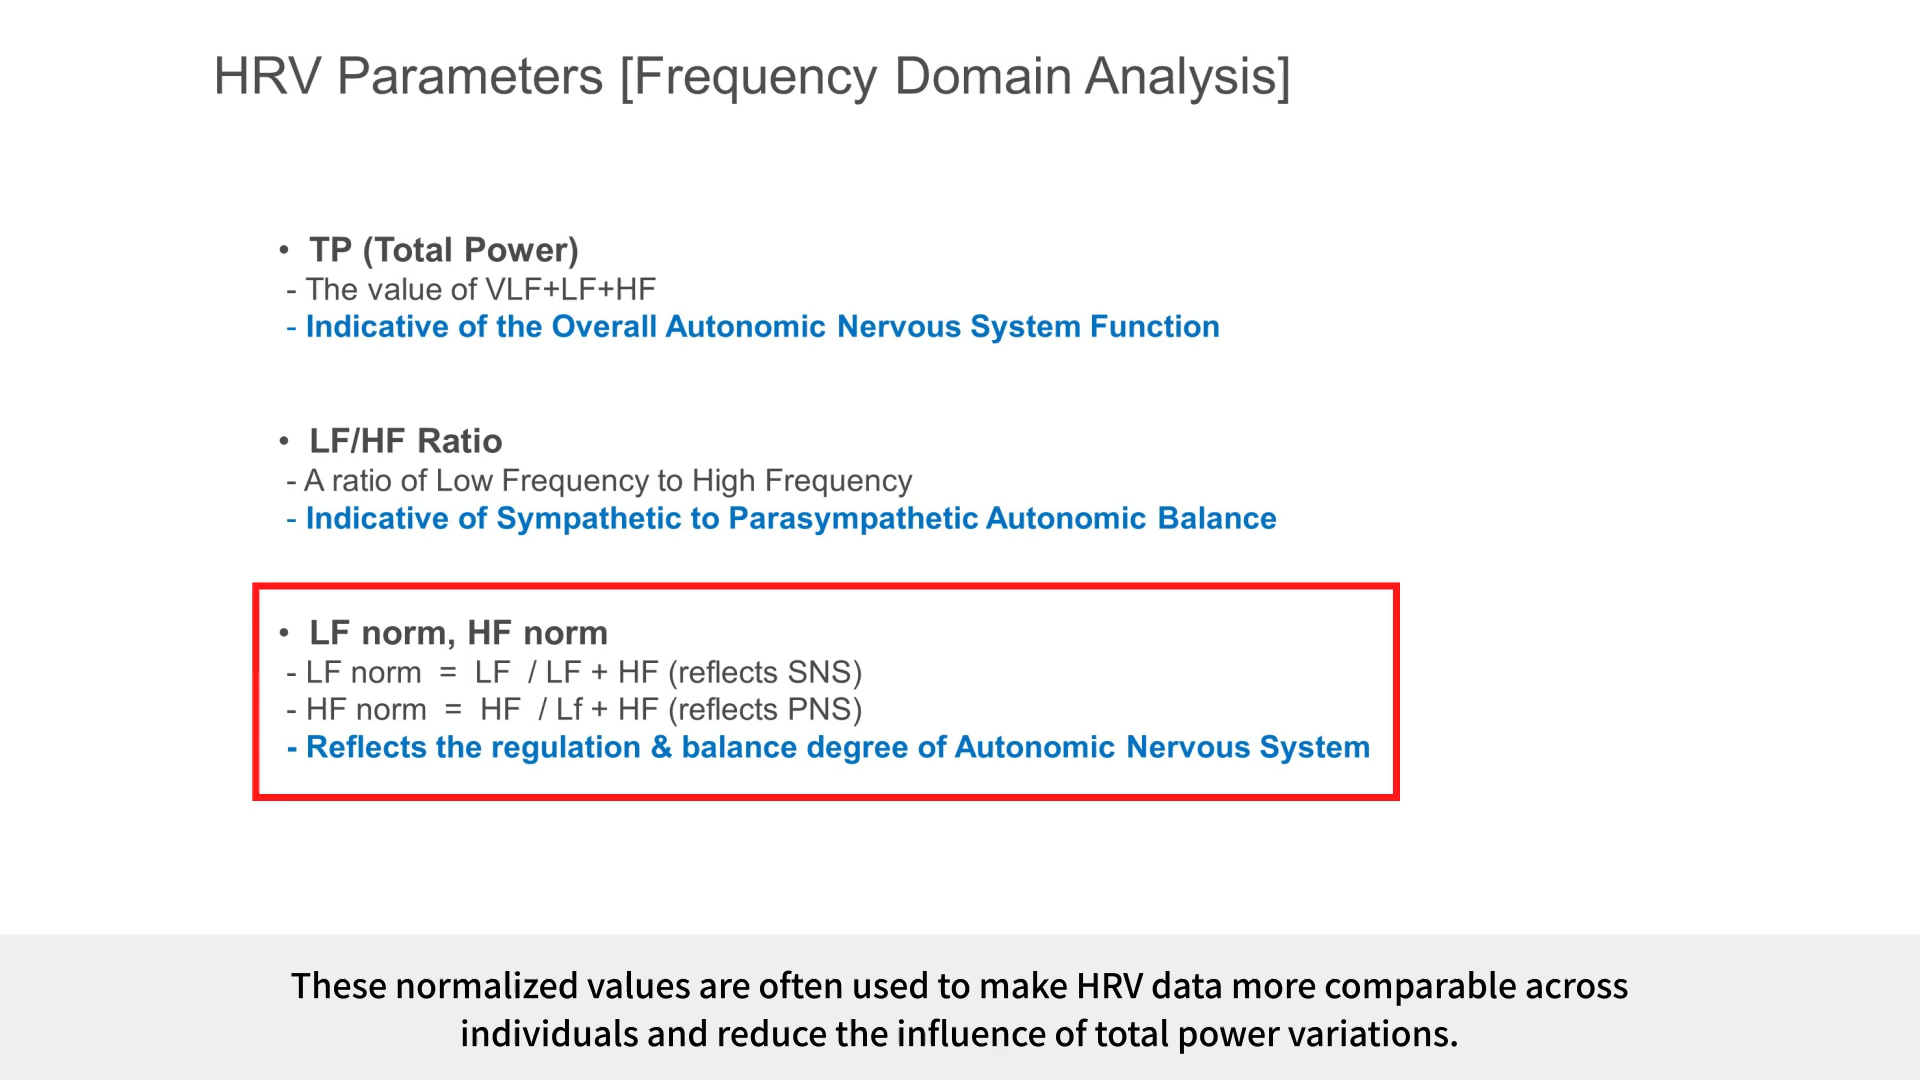 HRV Parameters [Frequency Domain Analysis]
• TP (Total Power)
- The value of VLF+LF+HF
- Indicative of the Overall Autonomic Nervous System Function
• LF/HF Ratio
- A ratio of Low Frequency to High Frequency
- Indicative of Sympathetic to Parasympathetic Autonomic Balance
• LF norm, HF norm
- LF norm = LF / LF + HF (reflects SNS)
- HF norm = HF / Lf + HF (reflects PNS)
- Reflects the regulation & balance degree of Autonomic Nervous System
These normalized values are often used to make HRV data more comparable across
individuals and reduce the influence of total power variations.